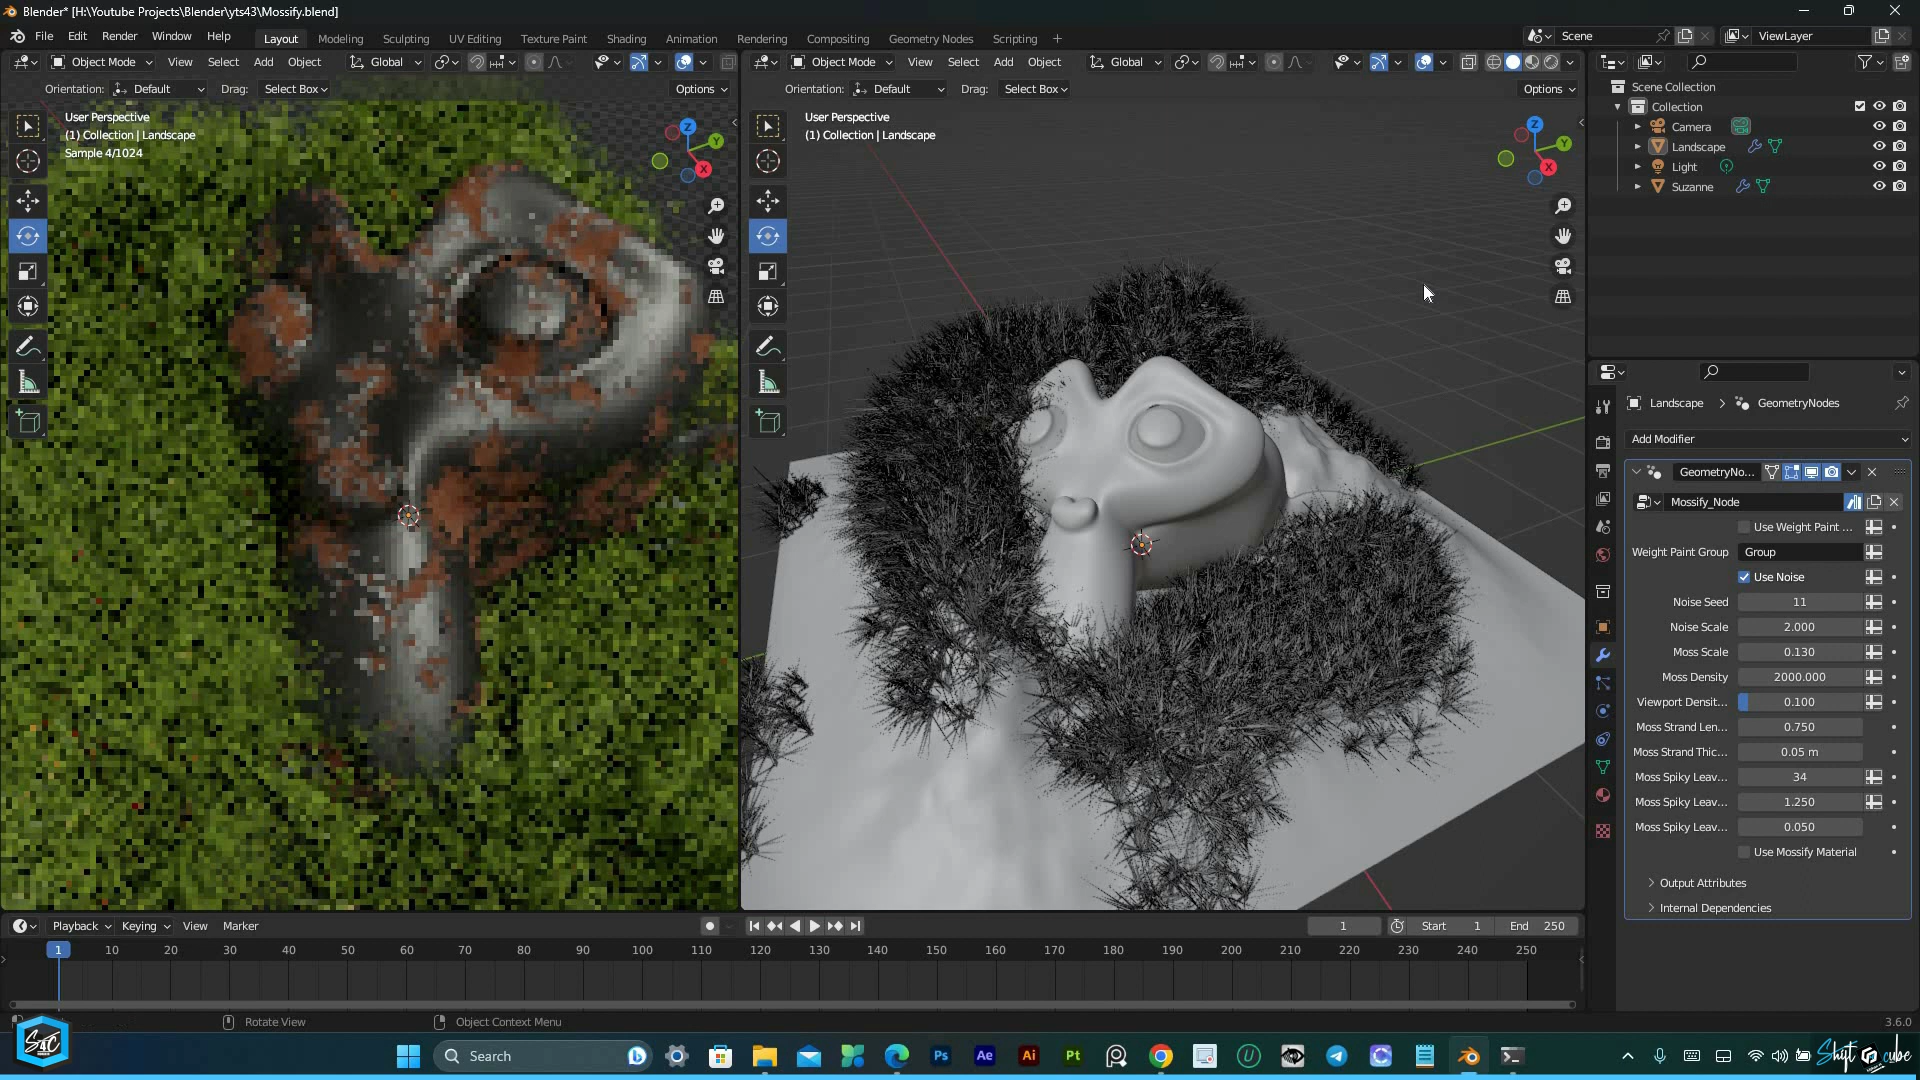 Blender* [H:\Youtube Projects\Blender\yts43\Mossify.blend]
File Edit Render Window Help Layout Modeling Sculpting UV Editing Texture Paint Shading Animation Rendering Compositing Geometry Nodes Scripting + Scene ViewLayer
Object Mode View Select Add Object Global
Orientation: Default Drag: Select Box Options
User Perspective
(1) Collection | Landscape
Sample 4/1024
Z
Y
X
Object Mode View Select Add Object Global
Orientation: Default Drag: Select Box Options
User Perspective
(1) Collection | Landscape
Z
Y
X
Scene Collection
Collection
Camera
Landscape
Light
Suzanne
Landscape > GeometryNodes
Add Modifier
GeometryNo...
Mossify_Node
Use Weight Paint ...
Weight Paint Group Group
Use Noise
Noise Seed 11
Noise Scale 2.000
Moss Scale 0.130
Moss Density 2000.000
Viewport Densit... 0.100
Moss Strand Len... 0.750
Moss Strand Thic... 0.05 m
Moss Spiky Leav... 34
Moss Spiky Leav... 1.250
Moss Spiky Leav... 0.050
Use Mossify Material
Output Attributes
Internal Dependencies
Playback Keying View Marker 1 Start 1 End 250
1 10 20 30 40 50 60 70 80 90 100 110 120 130 140 150 160 170 180 190 200 210 220 230 240 250
Rotate View Object Context Menu 3.6.0
S4C
Search
Ps Ae Ai Pt
Shift 4 cube